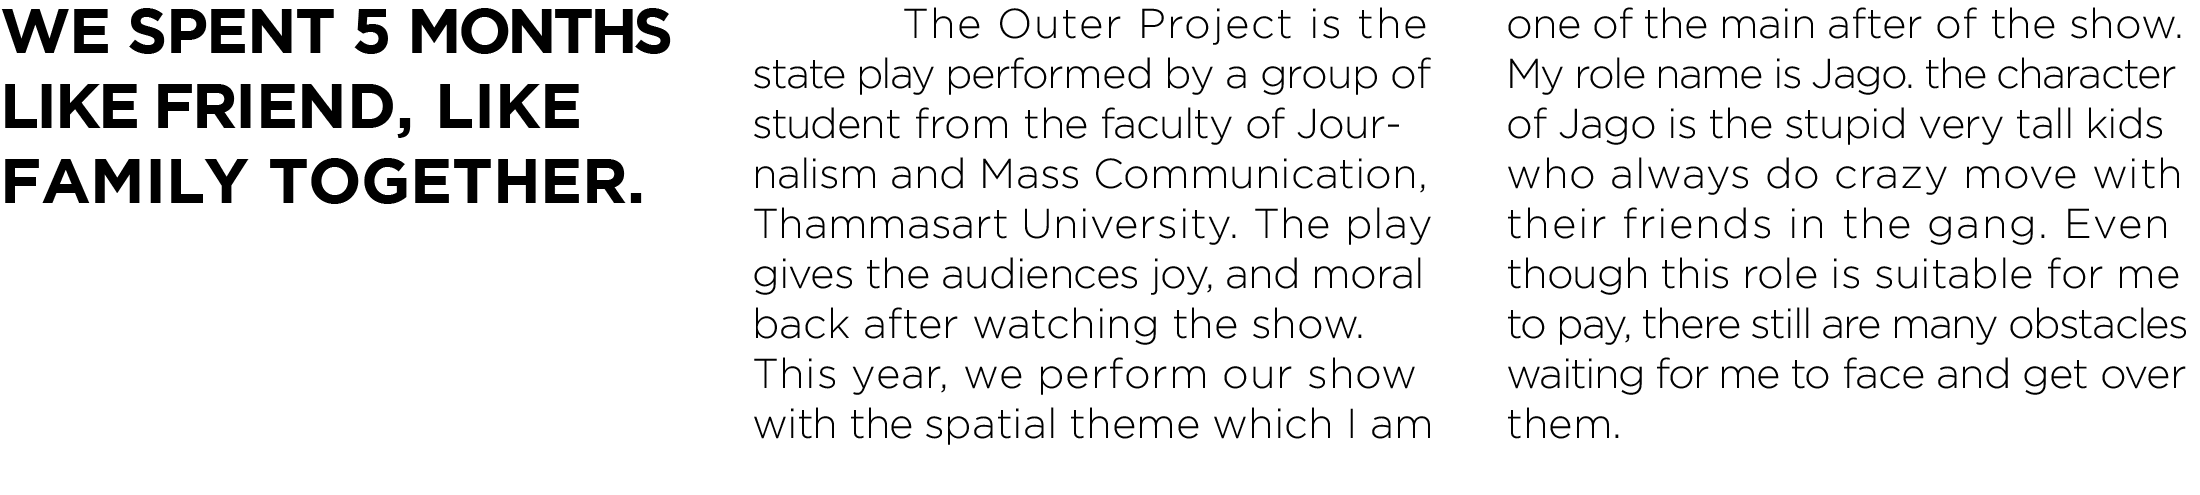 WE SPENT 5 MONTHS
LIKE FRIEND, LIKE
FAMILY TOGETHER.
The Outer Project is the
state play performed by a group of
student from the faculty of Jour-
nalism and Mass Communication,
Thammasart University. The play
gives the audiences joy, and moral
back after watching the show.
This year, we perform our show
with the spatial theme which I am
one of the main after of the show.
My role name is Jago. the character
of Jago is the stupid very tall kids
who always do crazy move with
their friends in the gang. Even
though this role is suitable for me
to pay, there still are many obstacles
waiting for me to face and get over
them.